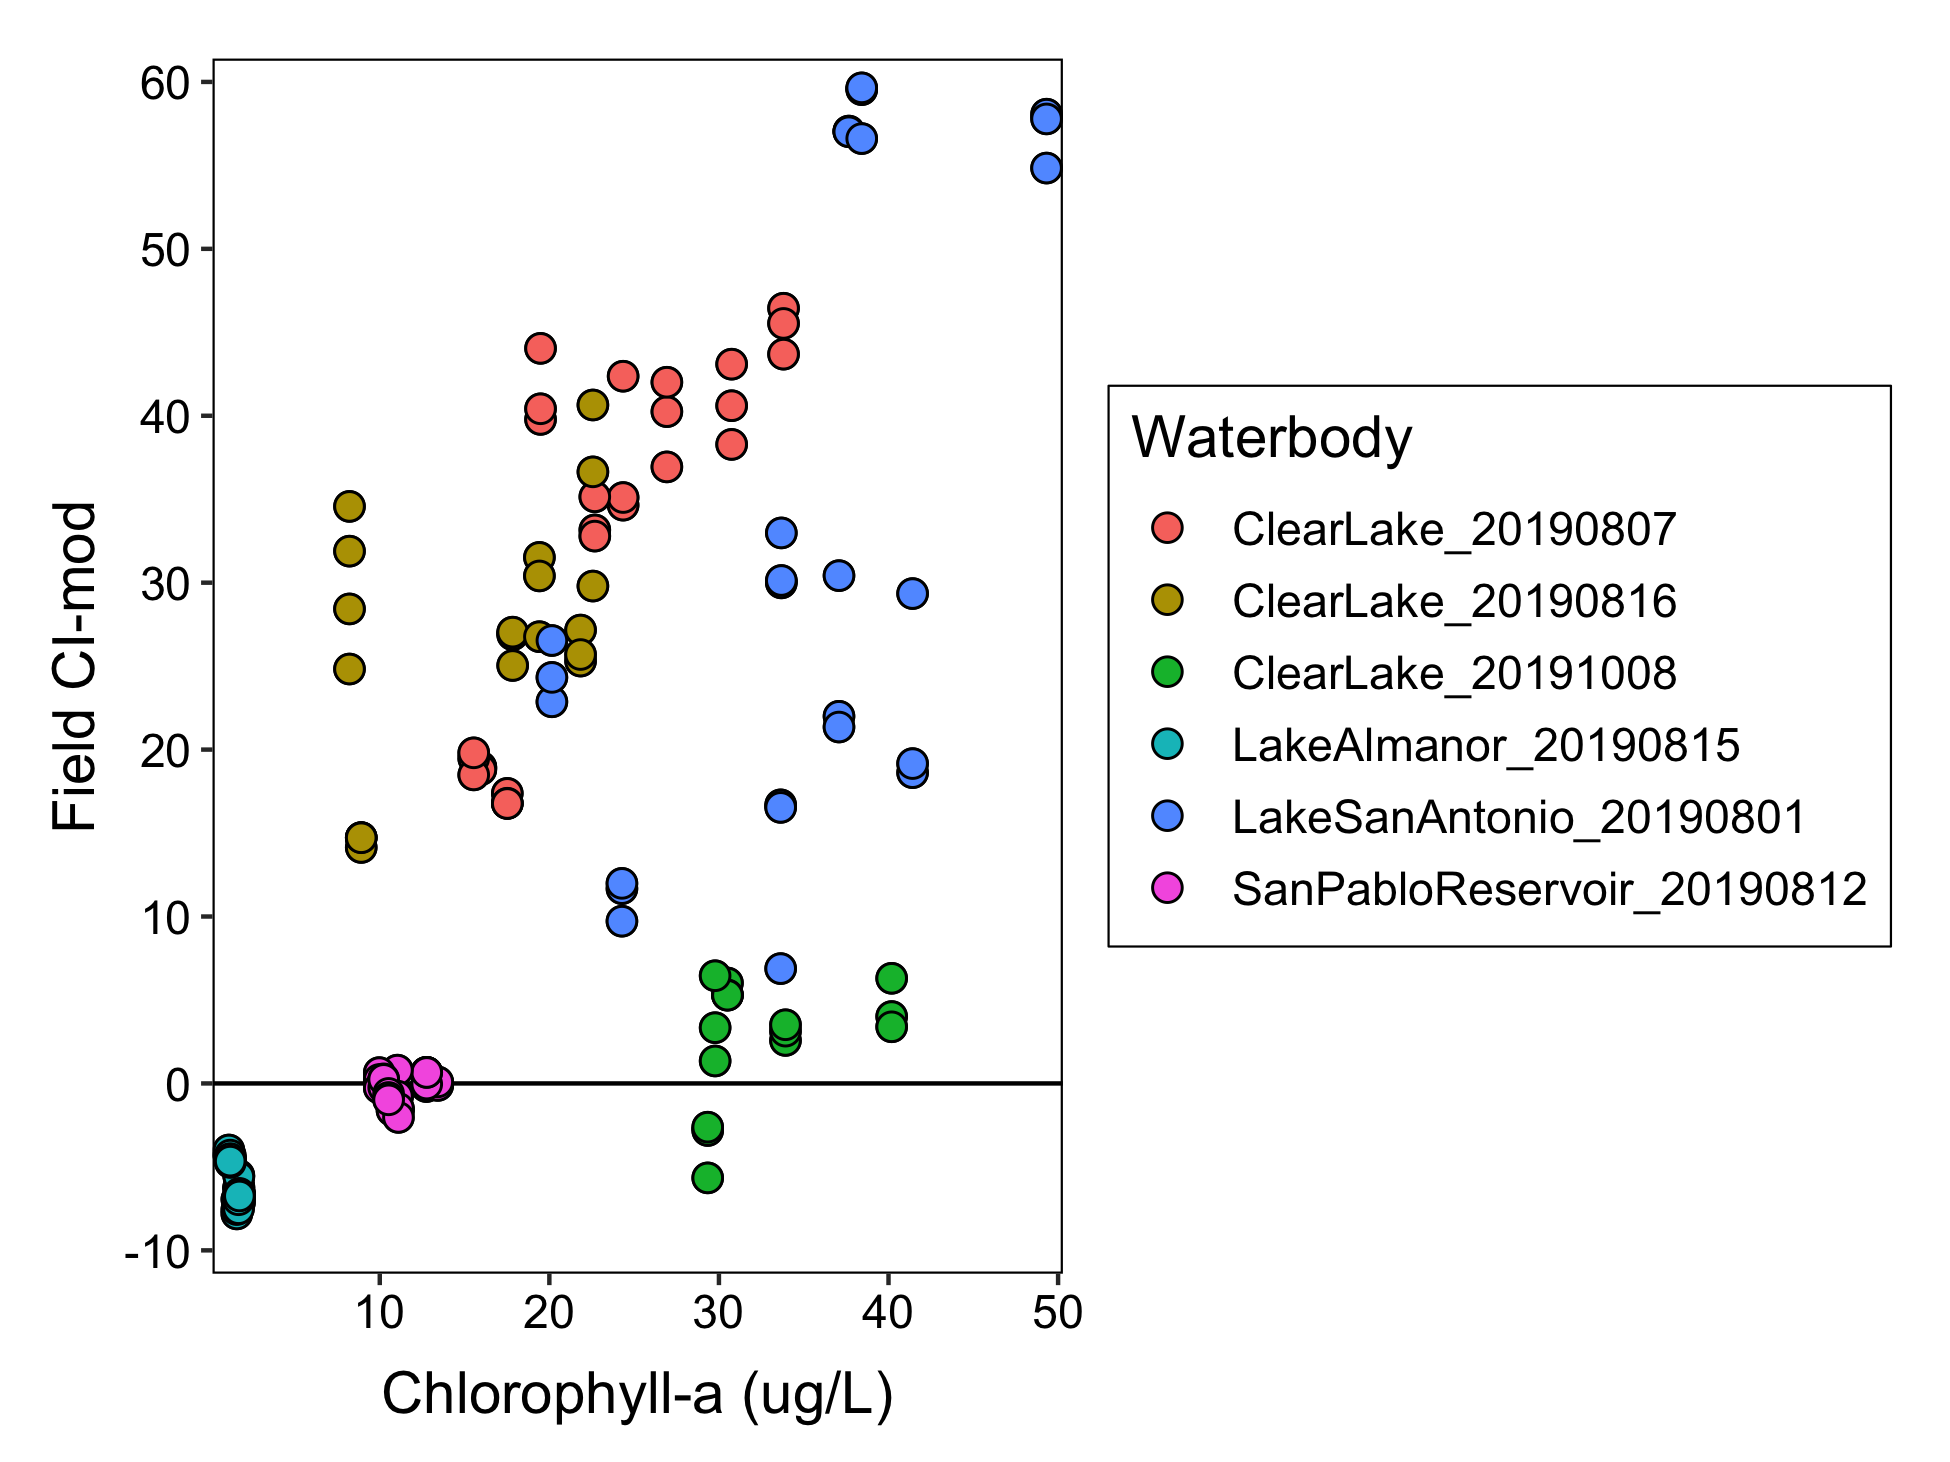 60
50
40
30
20
10
0
-10
Field CI-mod
10 20 30 40 50
Chlorophyll-a (ug/L)
Waterbody
ClearLake_20190807
ClearLake_20190816
ClearLake_20191008
LakeAlmanor_20190815
LakeSanAntonio_20190801
SanPabloReservoir_20190812